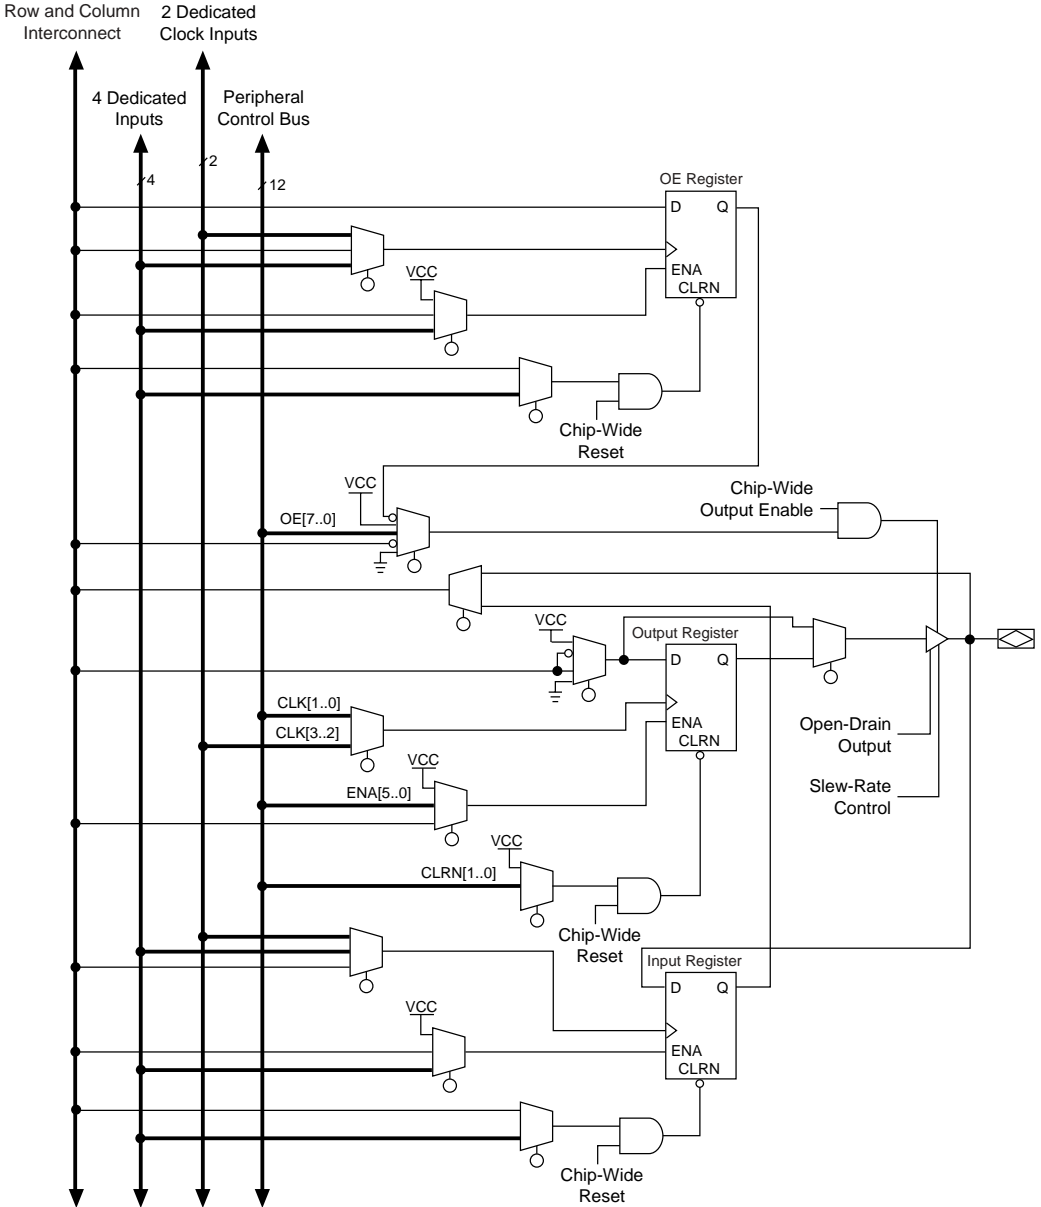 Row and Column
Interconnect
2 Dedicated
Clock Inputs
4 Dedicated
Inputs
Peripheral
Control Bus
2
4
12
OE Register
D
Q
ENA
CLRN
VCC
Chip-Wide
Reset
VCC
OE[7..0]
Chip-Wide
Output Enable
VCC
Output Register
D
Q
ENA
CLRN
CLK[1..0]
CLK[3..2]
Open-Drain
Output
VCC
ENA[5..0]
Slew-Rate
Control
VCC
CLRN[1..0]
Chip-Wide
Reset
Input Register
D
Q
ENA
CLRN
VCC
Chip-Wide
Reset